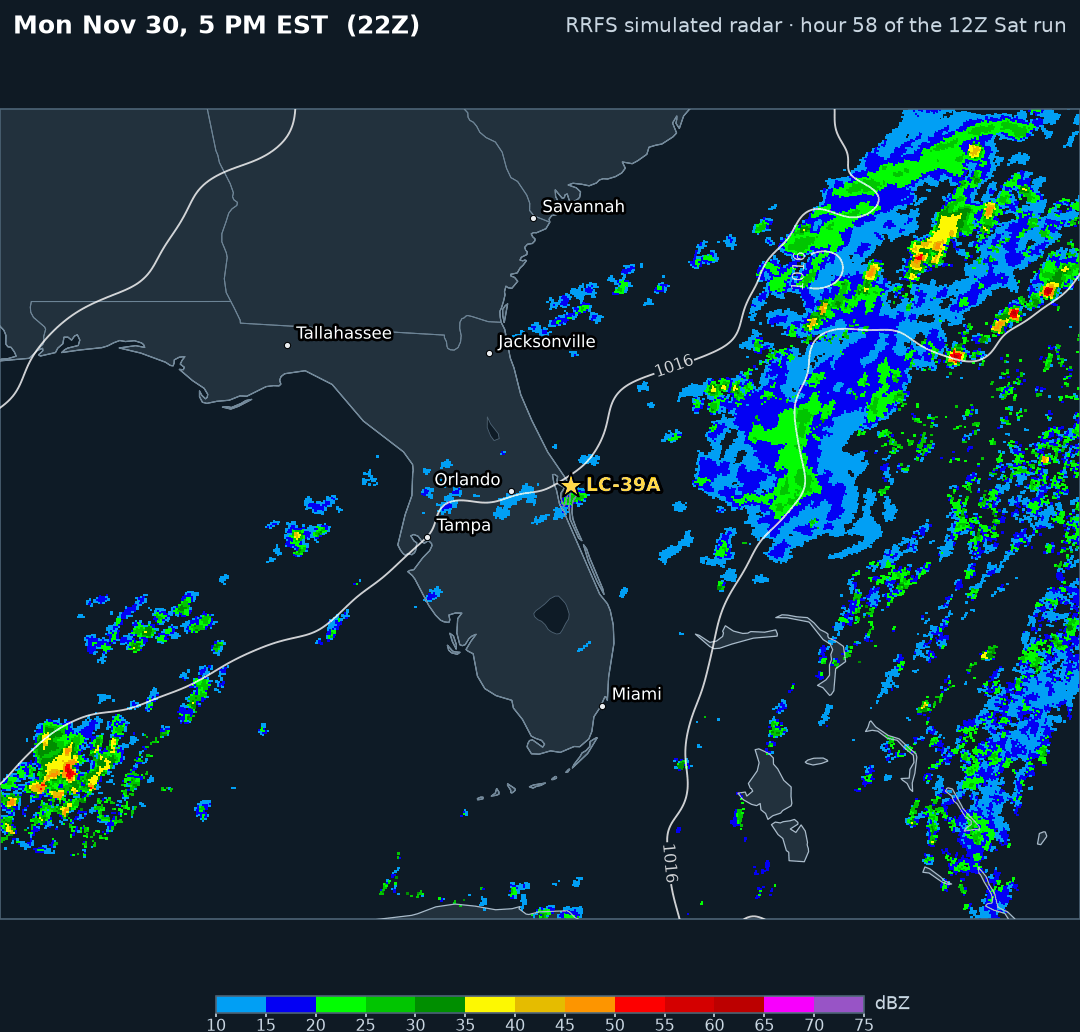 Mon Nov 30, 5 PM EST (22Z)
RRFS simulated radar · hour 58 of the 12Z Sat run
Savannah
Tallahassee
Jacksonville
1016
Orlando
LC-39A
Tampa
Miami
1016
dBZ
10 15 20 25 30 35 40 45 50 55 60 65 70 75